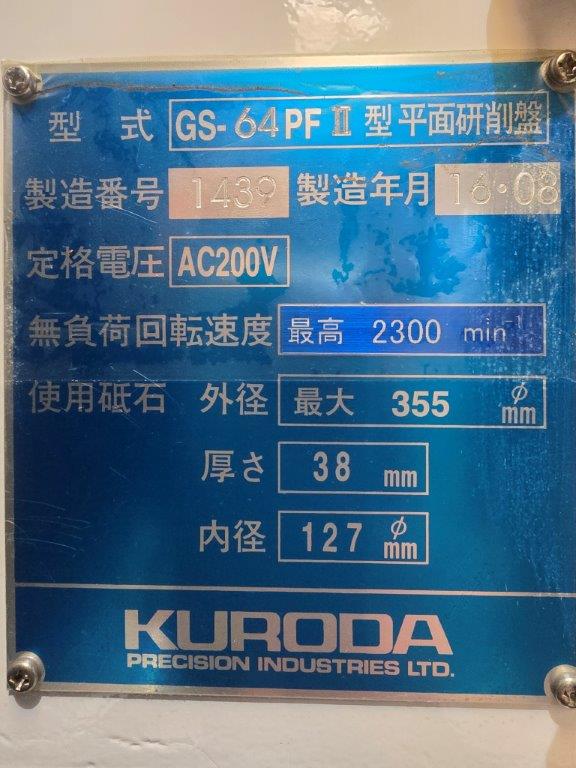 型 式 GS-64PFⅡ型平面研削盤
製造番号 1439 製造年月 16・08
定格電圧 AC200V
無負荷回転速度 最高 2300 min⁻¹
使用砥石 外径 最大 355 φmm
厚さ 38 mm
内径 127 φmm
KURODA
PRECISION INDUSTRIES LTD.